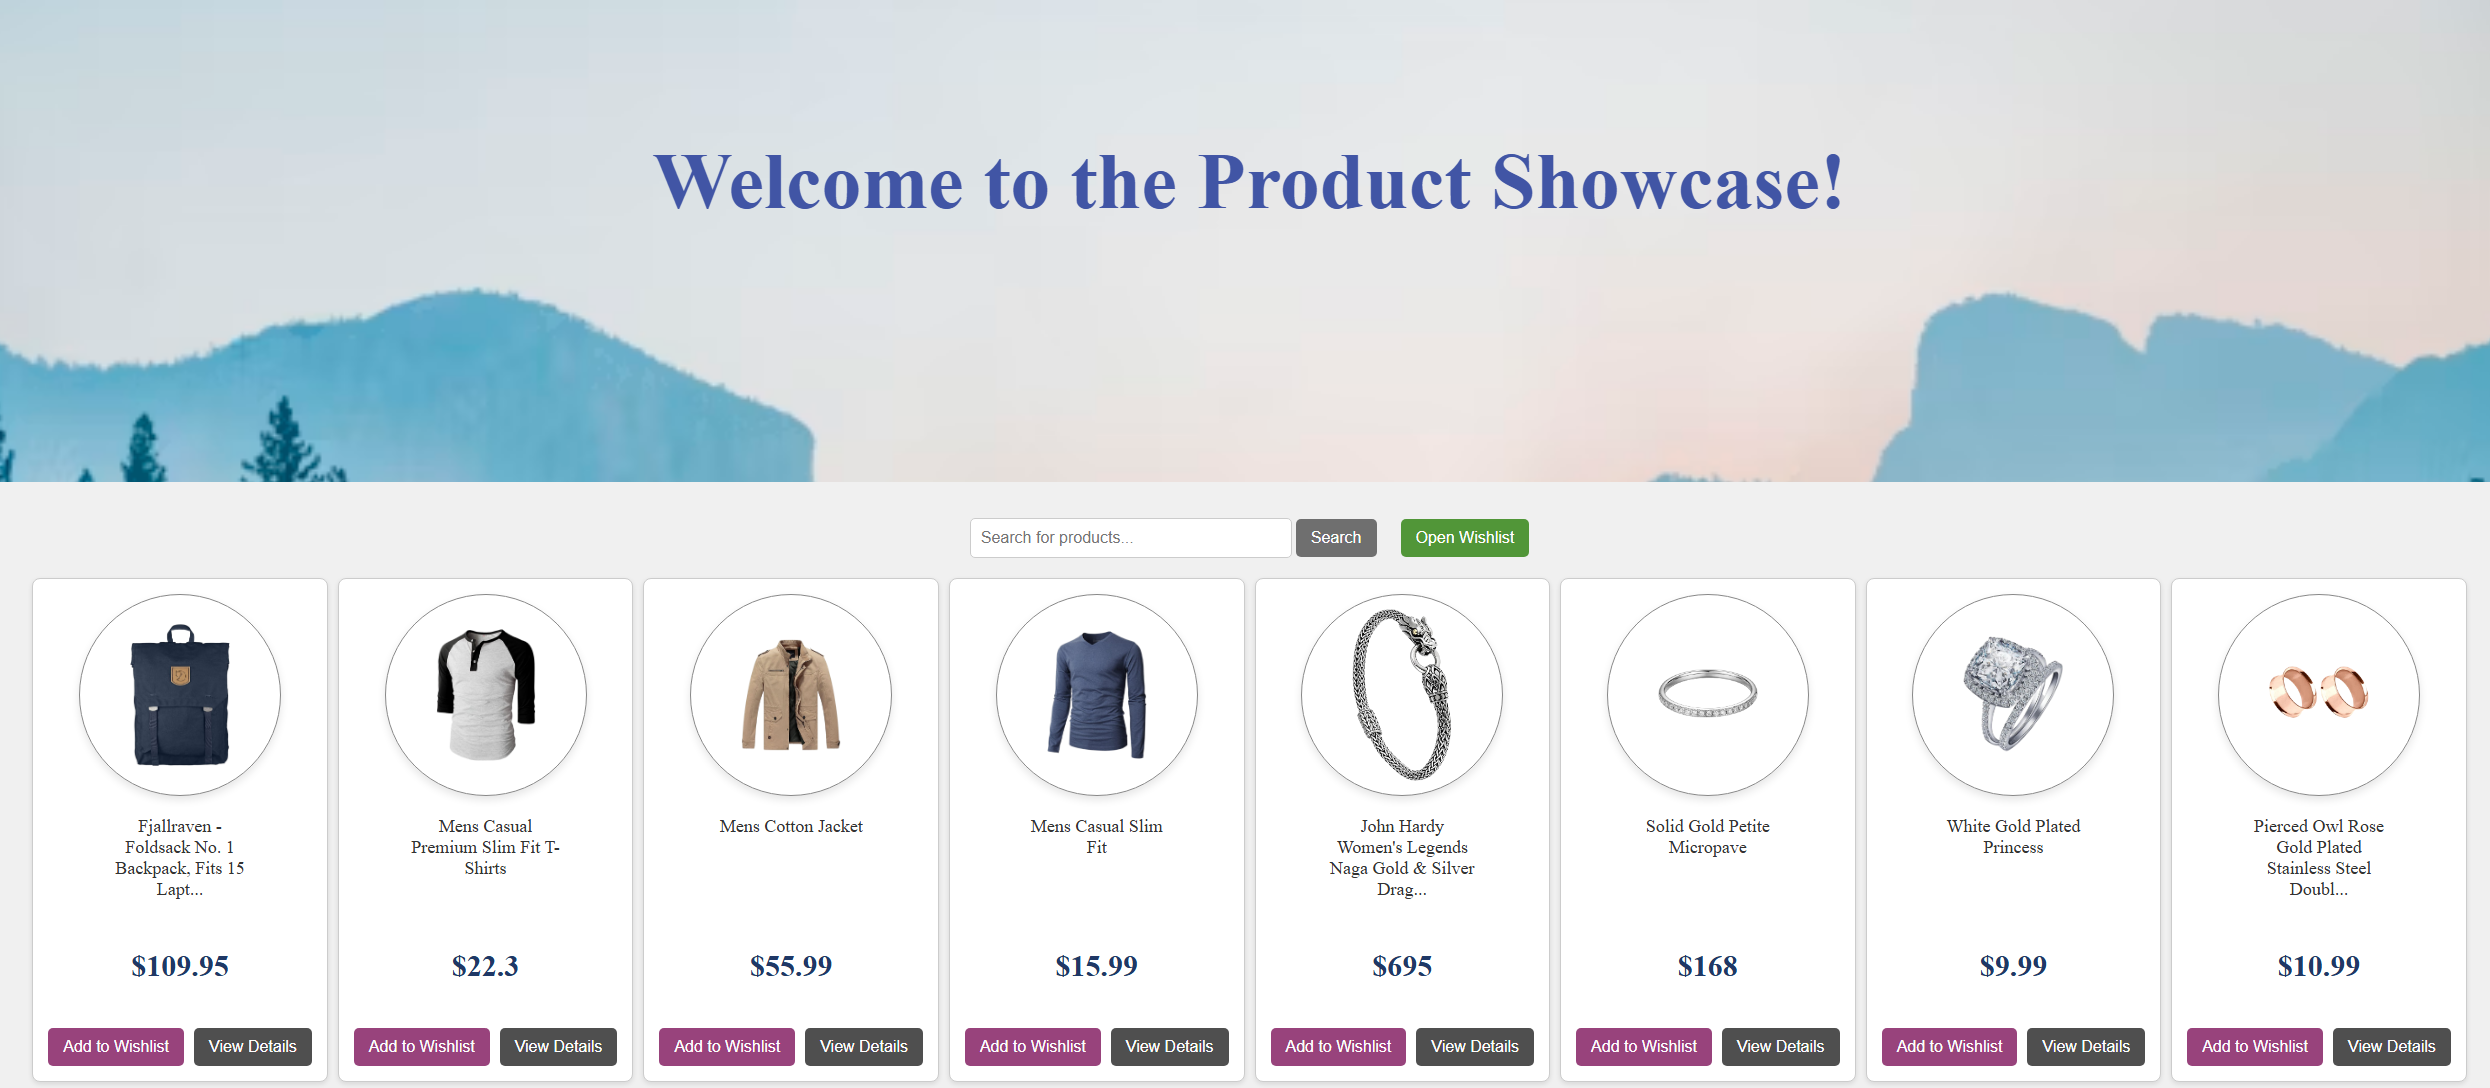 Welcome to the Product Showcase!
Search for products...
Search
Open Wishlist
Fjallraven -
Foldsack No. 1
Backpack, Fits 15
Lapt...
$109.95
Add to Wishlist
View Details
Mens Casual
Premium Slim Fit T-
Shirts
$22.3
Add to Wishlist
View Details
Mens Cotton Jacket
$55.99
Add to Wishlist
View Details
Mens Casual Slim
Fit
$15.99
Add to Wishlist
View Details
John Hardy
Women's Legends
Naga Gold & Silver
Drag...
$695
Add to Wishlist
View Details
Solid Gold Petite
Micropave
$168
Add to Wishlist
View Details
White Gold Plated
Princess
$9.99
Add to Wishlist
View Details
Pierced Owl Rose
Gold Plated
Stainless Steel
Doubl...
$10.99
Add to Wishlist
View Details